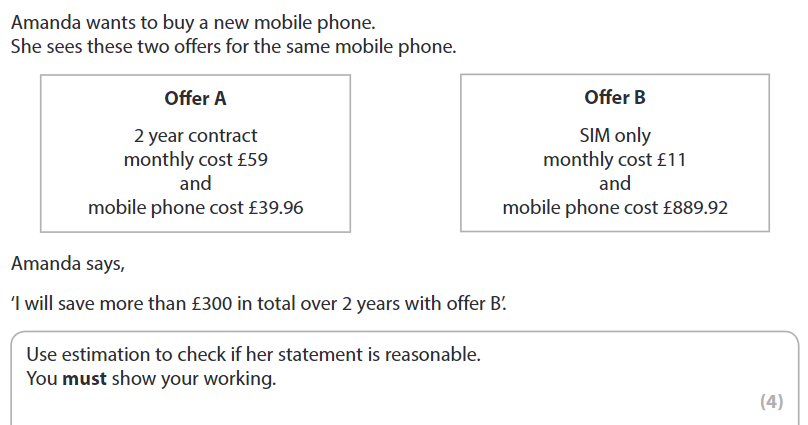 Amanda wants to buy a new mobile phone.
She sees these two offers for the same mobile phone.
Offer A
2 year contract
monthly cost £59
and
mobile phone cost £39.96
Offer B
SIM only
monthly cost £11
and
mobile phone cost £889.92
Amanda says,
‘I will save more than £300 in total over 2 years with offer B’.
Use estimation to check if her statement is reasonable.
You must show your working.
(4)